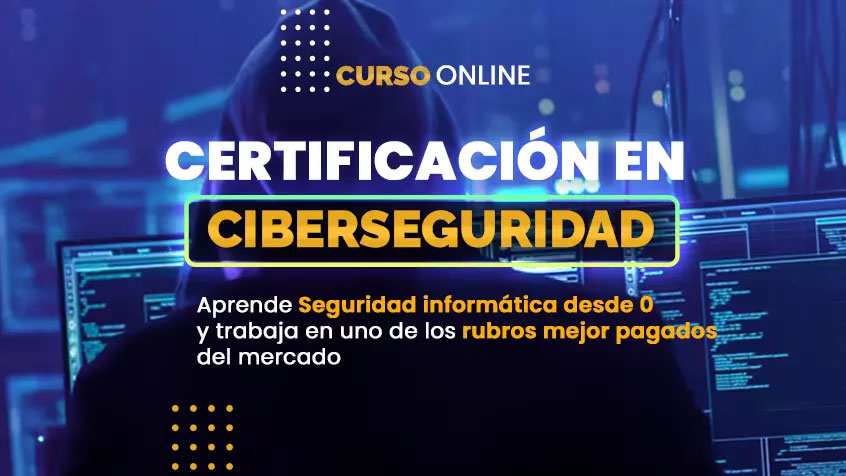 CURSO ONLINE
CERTIFICACIÓN EN
CIBERSEGURIDAD
Aprende Seguridad informática desde 0
y trabaja en uno de los rubros mejor pagados
del mercado